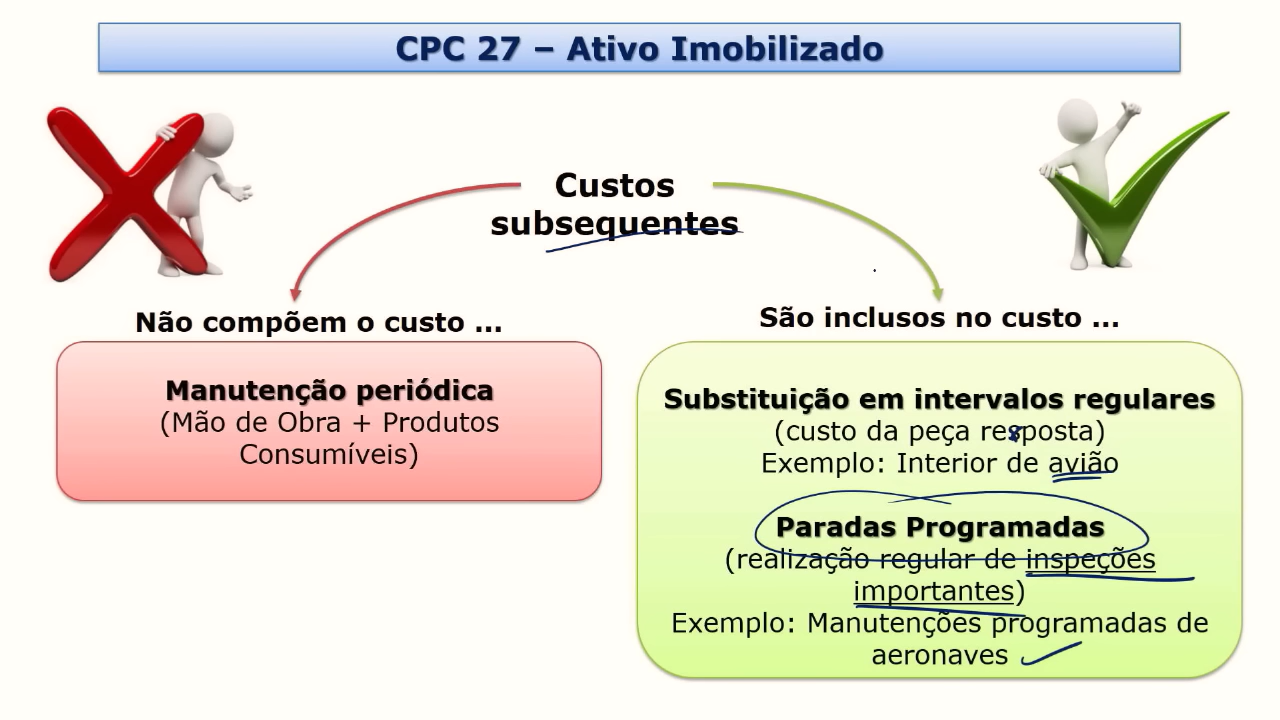 CPC 27 – Ativo Imobilizado
Custos
subsequentes
Não compõem o custo ...
Manutenção periódica
(Mão de Obra + Produtos
Consumíveis)
São inclusos no custo ...
Substituição em intervalos regulares
(custo da peça resposta)
Exemplo: Interior de avião
Paradas Programadas
(realização regular de inspeções
importantes)
Exemplo: Manutenções programadas de
aeronaves